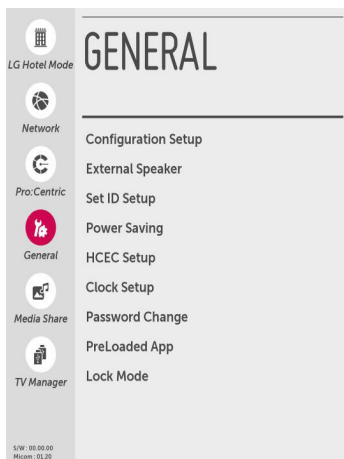 LG Hotel Mode
Network
Pro:Centric
General
Media Share
TV Manager
S/W : 00.00.00
Micom : 01.20
GENERAL
Configuration Setup
External Speaker
Set ID Setup
Power Saving
HCEC Setup
Clock Setup
Password Change
PreLoaded App
Lock Mode